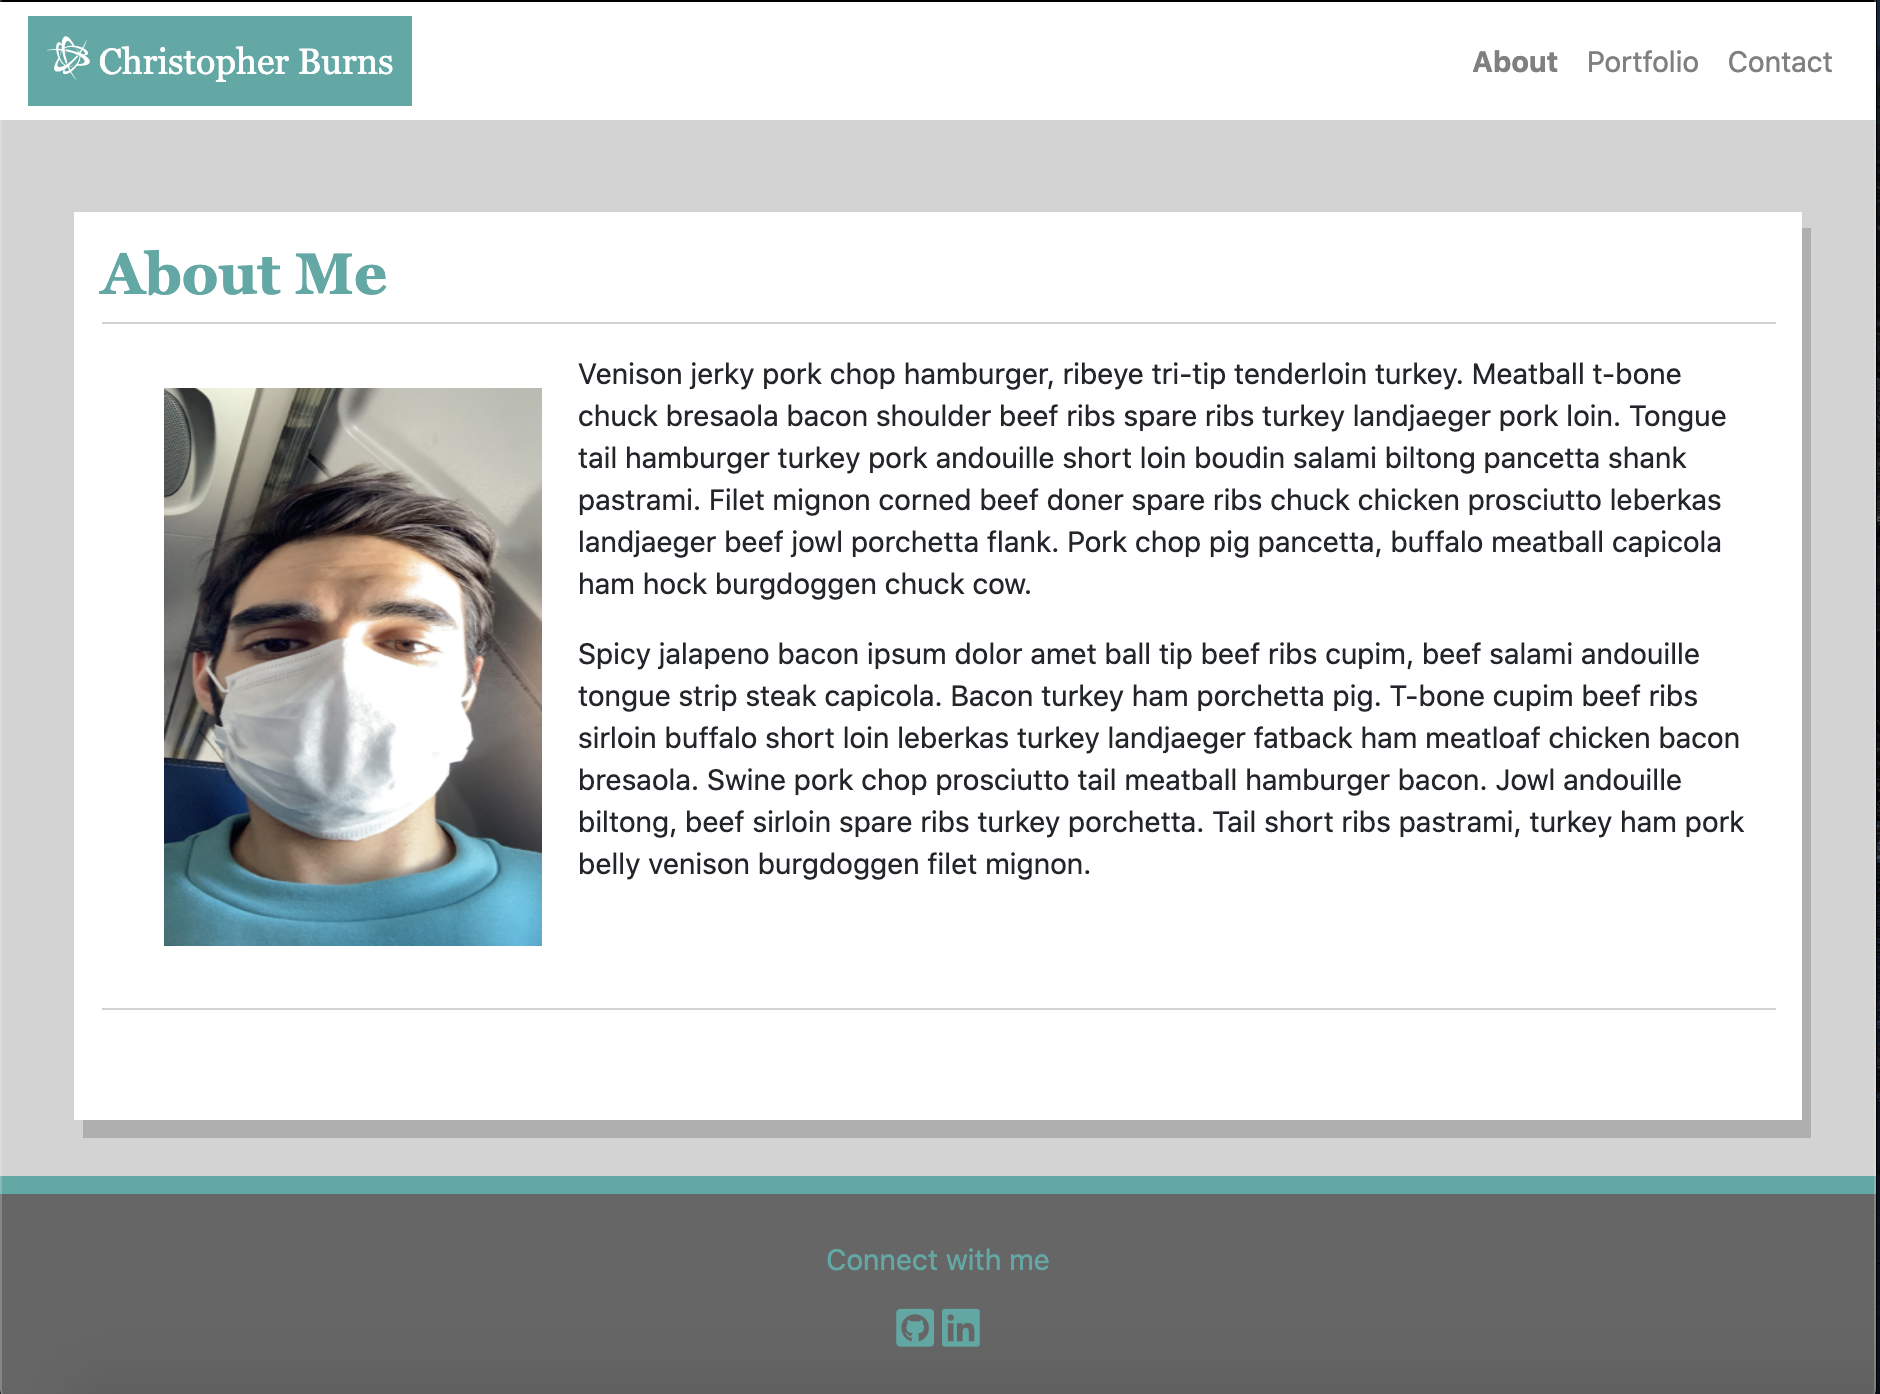 Christopher Burns
About Portfolio Contact
About Me
Venison jerky pork chop hamburger, ribeye tri-tip tenderloin turkey. Meatball t-bone
chuck bresaola bacon shoulder beef ribs spare ribs turkey landjaeger pork loin. Tongue
tail hamburger turkey pork andouille short loin boudin salami biltong pancetta shank
pastrami. Filet mignon corned beef doner spare ribs chuck chicken prosciutto leberkas
landjaeger beef jowl porchetta flank. Pork chop pig pancetta, buffalo meatball capicola
ham hock burgdoggen chuck cow.
Spicy jalapeno bacon ipsum dolor amet ball tip beef ribs cupim, beef salami andouille
tongue strip steak capicola. Bacon turkey ham porchetta pig. T-bone cupim beef ribs
sirloin buffalo short loin leberkas turkey landjaeger fatback ham meatloaf chicken bacon
bresaola. Swine pork chop prosciutto tail meatball hamburger bacon. Jowl andouille
biltong, beef sirloin spare ribs turkey porchetta. Tail short ribs pastrami, turkey ham pork
belly venison burgdoggen filet mignon.
Connect with me
in